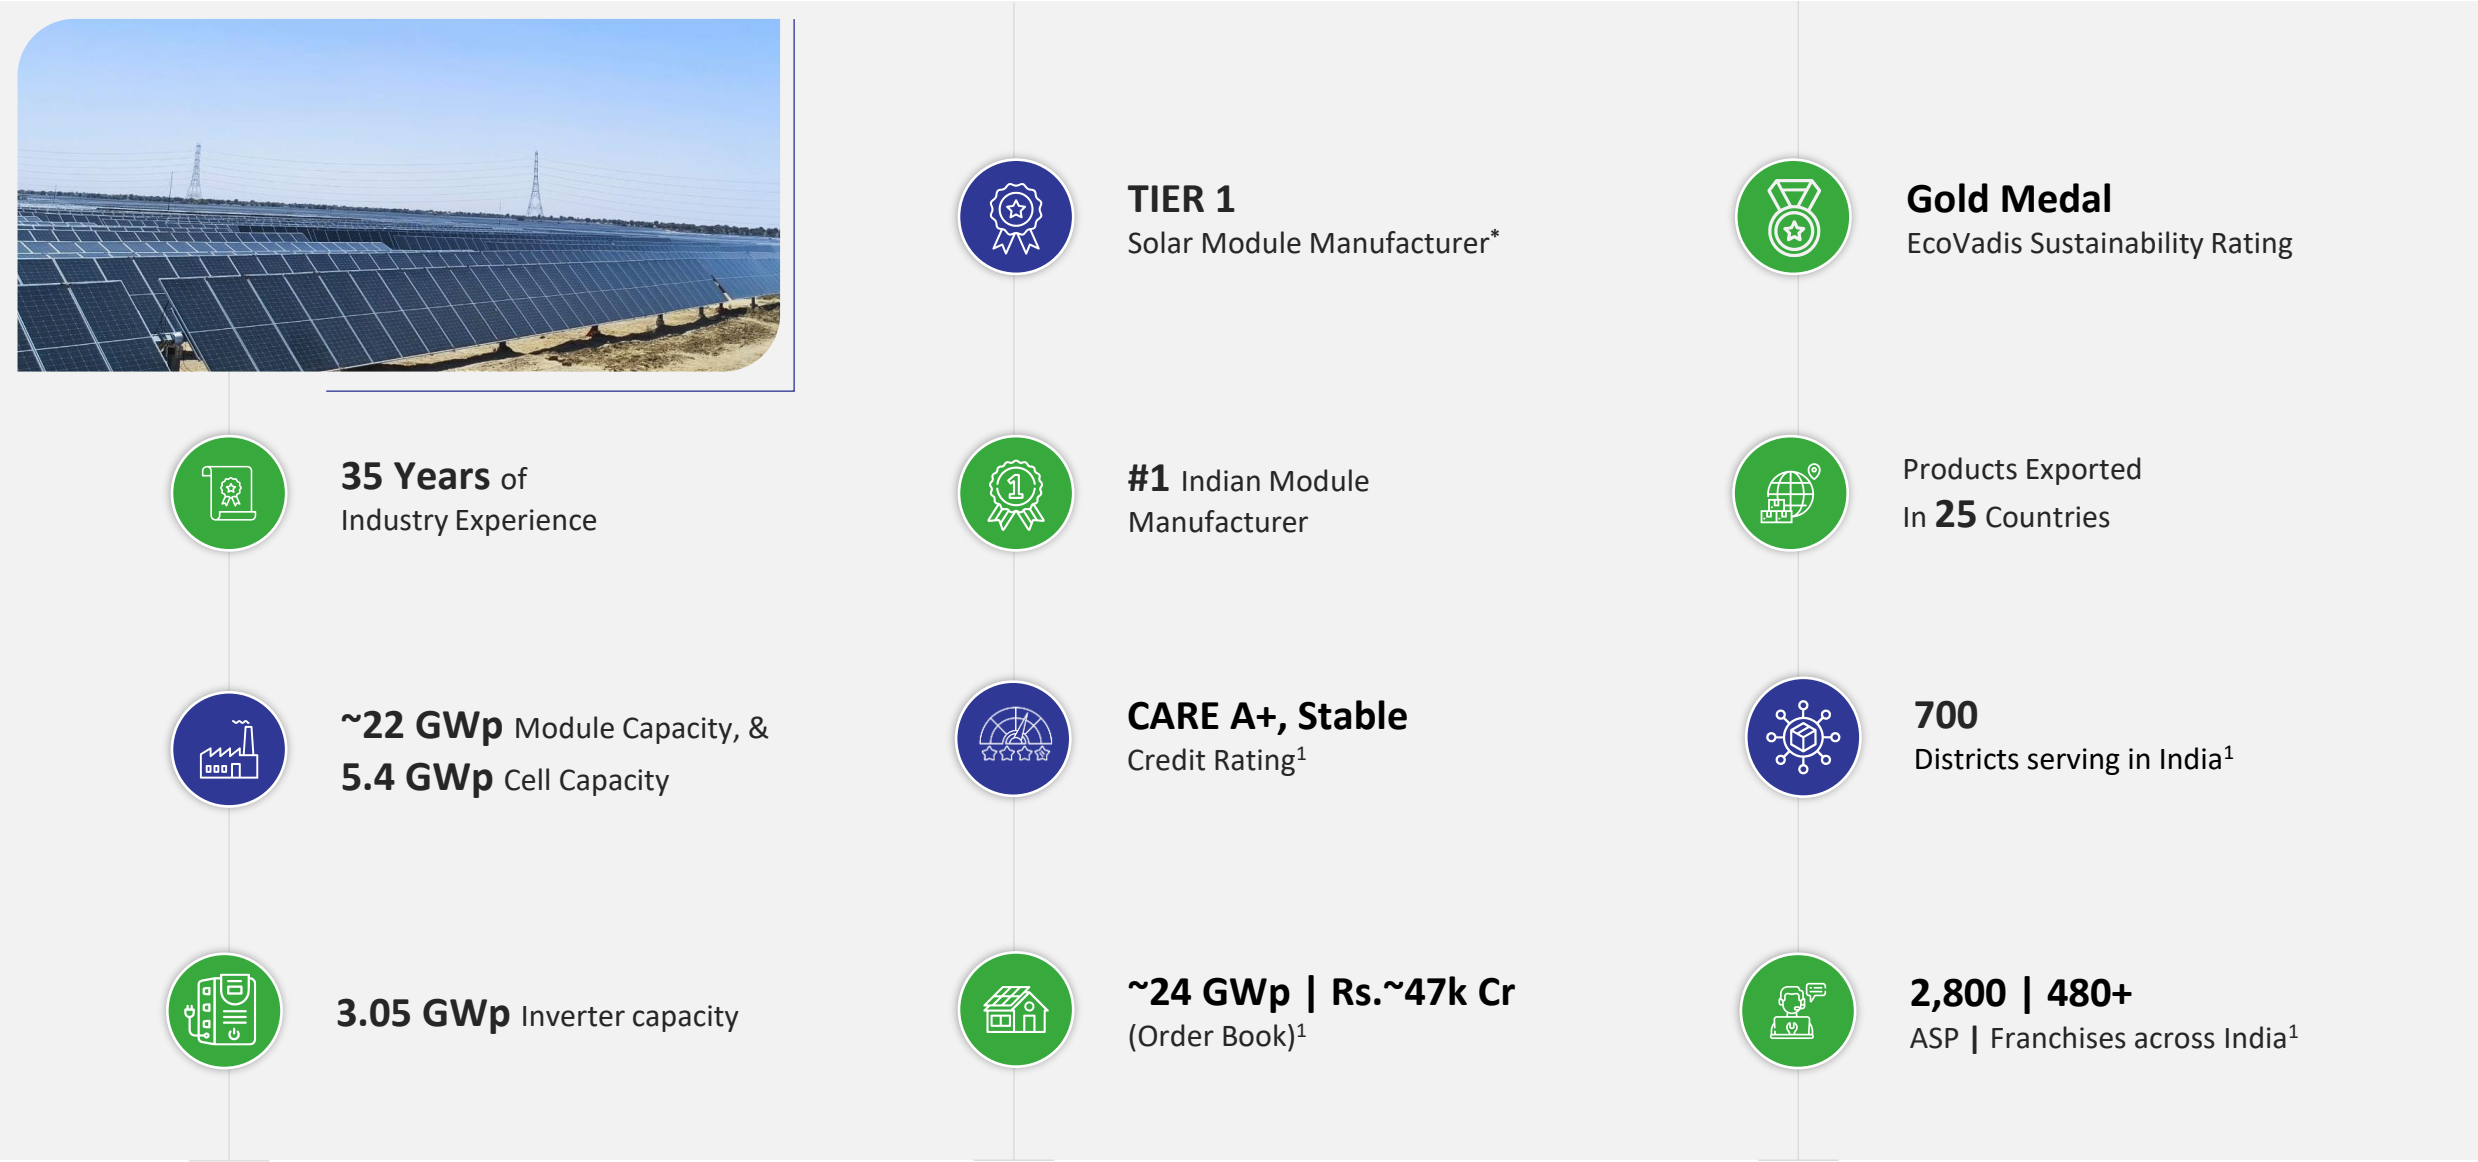 35 Years of
Industry Experience
~22 GWp Module Capacity, &
5.4 GWp Cell Capacity
3.05 GWp Inverter capacity
TIER 1
Solar Module Manufacturer*
1
#1 Indian Module
Manufacturer
CARE A+, Stable
Credit Rating¹
~24 GWp | Rs.~47k Cr
(Order Book)¹
Gold Medal
EcoVadis Sustainability Rating
Products Exported
In 25 Countries
700
Districts serving in India¹
2,800 | 480+
ASP | Franchises across India¹